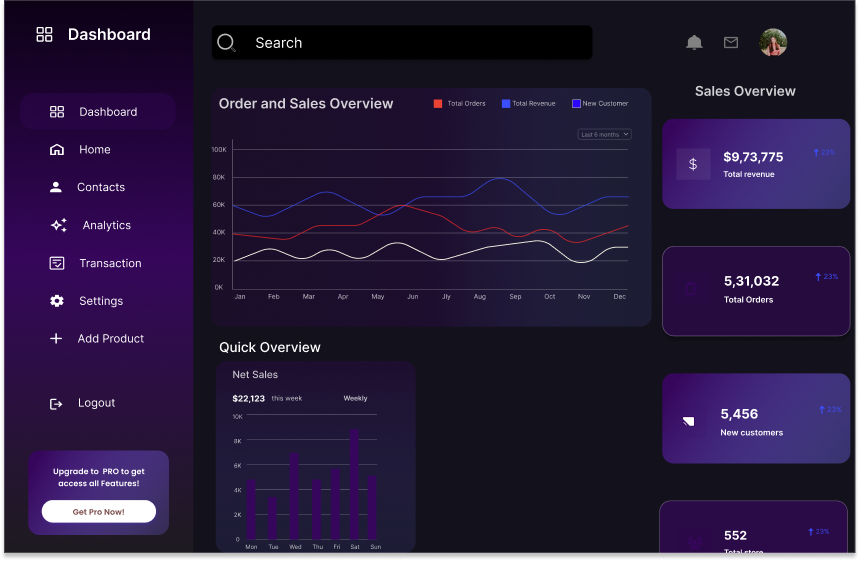 Dashboard
Search
Dashboard
Home
Contacts
Analytics
Transaction
Settings
Add Product
Logout
Upgrade to PRO to get
access all Features!
Get Pro Now!
Order and Sales Overview
Total Orders
Total Revenue
New Customer
Last 6 months
100K
80K
60K
40K
20K
0K
Jan Feb Mar Apr May Jun Jly Aug Sep Oct Nov Dec
Quick Overview
Net Sales
$22,123 this week Weekly
10K
8K
6K
4K
2K
0
Mon Tue Wed Thu Fri Sat Sun
Sales Overview
$
$9,73,775
23%
Total revenue
5,31,032
23%
Total Orders
5,456
23%
New customers
552
23%
Total store